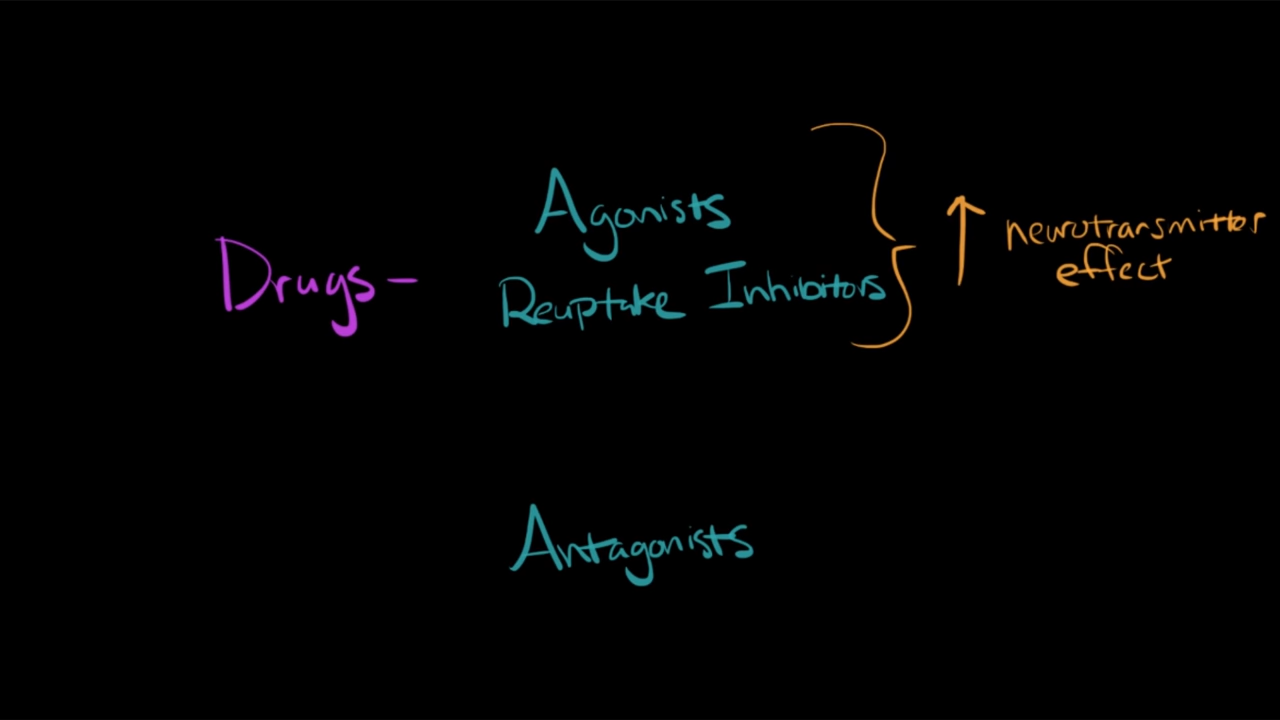 Drugs-
Agonists
Reuptake Inhibitors
↑ neurotransmitter
effect
Antagonists